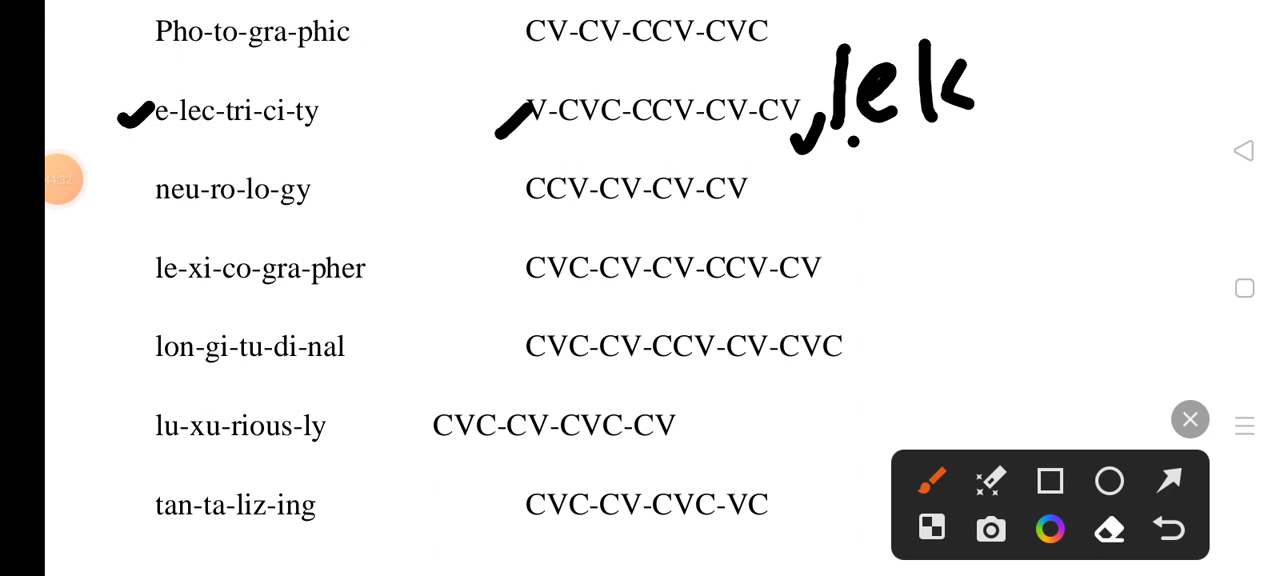 Pho-to-gra-phic CV-CV-CCV-CVC
e-lec-tri-ci-ty V-CVC-CCV-CV-CV lek
neu-ro-lo-gy CCV-CV-CV-CV
44:32
le-xi-co-gra-pher CVC-CV-CV-CCV-CV
lon-gi-tu-di-nal CVC-CV-CCV-CV-CVC
lu-xu-rious-ly CVC-CV-CVC-CV
tan-ta-liz-ing CVC-CV-CVC-VC